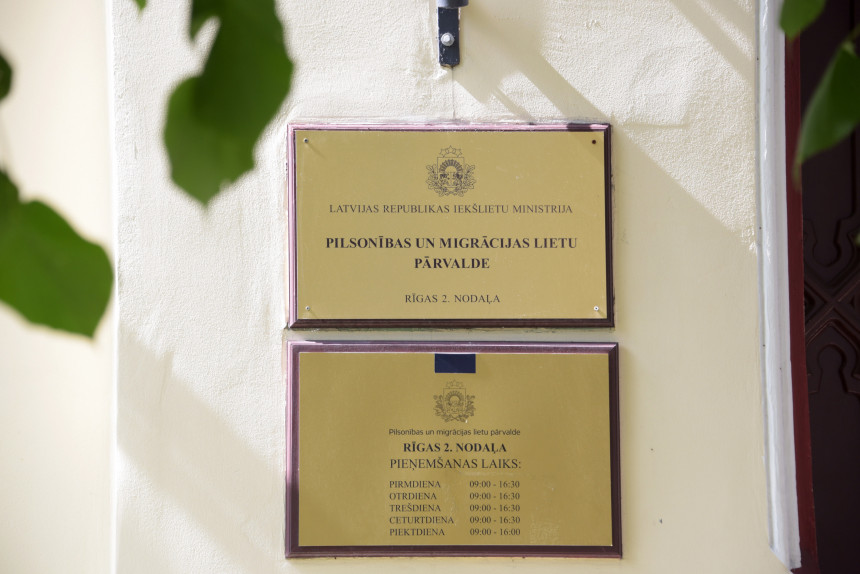 LATVIJAS REPUBLIKAS IEKŠLIETU MINISTRIJA
PILSONĪBAS UN MIGRĀCIJAS LIETU
PĀRVALDE
RĪGAS 2. NODAĻA
Pilsonības un migrācijas lietu pārvalde
RĪGAS 2. NODAĻA
PIEŅEMŠANAS LAIKS:
PIRMDIENA 09:00 - 16:30
OTRDIENA 09:00 - 16:30
TREŠDIENA 09:00 - 16:30
CETURTDIENA 09:00 - 16:30
PIEKTDIENA 09:00 - 16:00